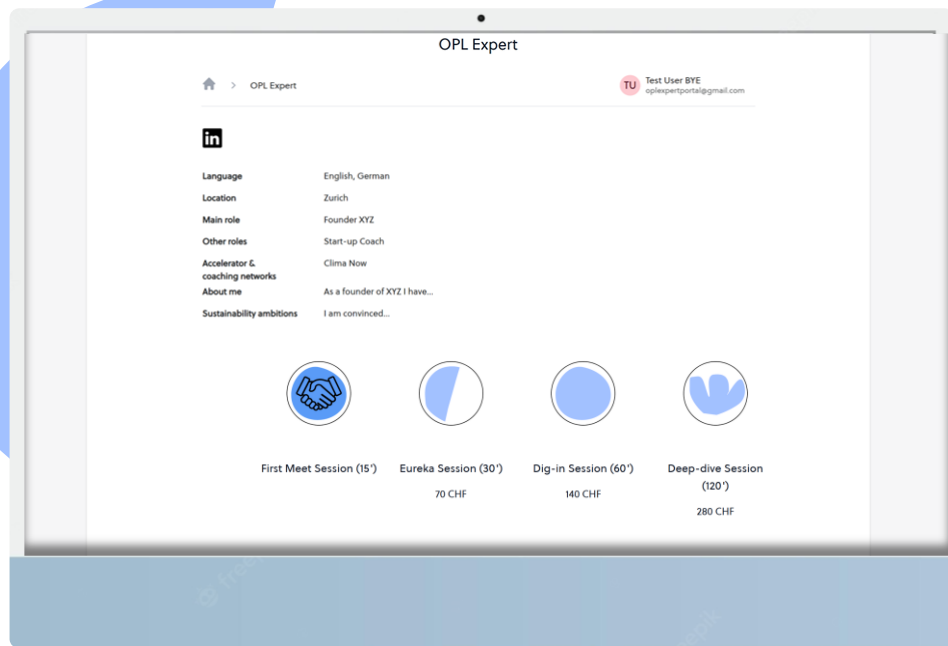 OPL Expert
> OPL Expert
TU
Test User BYE
oplexpertportal@gmail.com
in
Language English, German
Location Zurich
Main role Founder XYZ
Other roles Start-up Coach
Accelerator & Clima Now
coaching networks
About me As a founder of XYZ I have...
Sustainability ambitions I am convinced...
First Meet Session (15') Eureka Session (30') Dig-in Session (60') Deep-dive Session
(120')
70 CHF 140 CHF
280 CHF